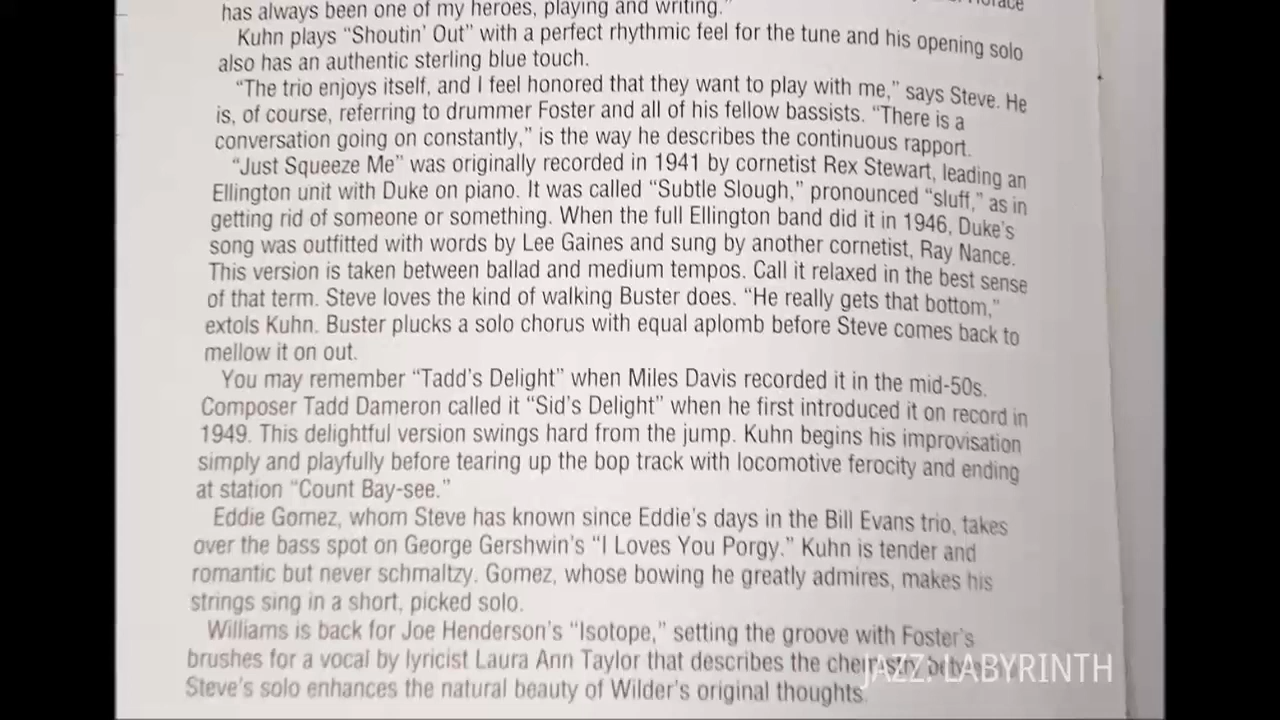 has always been one of my heroes, playing and writing."
Kuhn plays “Shoutin’ Out” with a perfect rhythmic feel for the tune and his opening solo
also has an authentic sterling blue touch.
“The trio enjoys itself, and I feel honored that they want to play with me,” says Steve. He
is, of course, referring to drummer Foster and all of his fellow bassists. “There is a
conversation going on constantly,” is the way he describes the continuous rapport.
“Just Squeeze Me” was originally recorded in 1941 by cornetist Rex Stewart, leading an
Ellington unit with Duke on piano. It was called “Subtle Slough,” pronounced “sluff,” as in
getting rid of someone or something. When the full Ellington band did it in 1946, Duke’s
song was outfitted with words by Lee Gaines and sung by another cornetist, Ray Nance.
This version is taken between ballad and medium tempos. Call it relaxed in the best sense
of that term. Steve loves the kind of walking Buster does. “He really gets that bottom,”
extols Kuhn. Buster plucks a solo chorus with equal aplomb before Steve comes back to
mellow it on out.
You may remember “Tadd’s Delight” when Miles Davis recorded it in the mid-50s.
Composer Tadd Dameron called it “Sid’s Delight” when he first introduced it on record in
1949. This delightful version swings hard from the jump. Kuhn begins his improvisation
simply and playfully before tearing up the bop track with locomotive ferocity and ending
at station “Count Bay-see.”
Eddie Gomez, whom Steve has known since Eddie’s days in the Bill Evans trio, takes
over the bass spot on George Gershwin’s “I Loves You Porgy.” Kuhn is tender and
romantic but never schmaltzy. Gomez, whose bowing he greatly admires, makes his
strings sing in a short, picked solo.
Williams is back for Joe Henderson’s “Isotope,” setting the groove with Foster’s
brushes for a vocal by lyricist Laura Ann Taylor that describes the
Steve’s solo enhances the natural beauty of Wilder’s original thoughts.
JAZZ. LABYRINTH